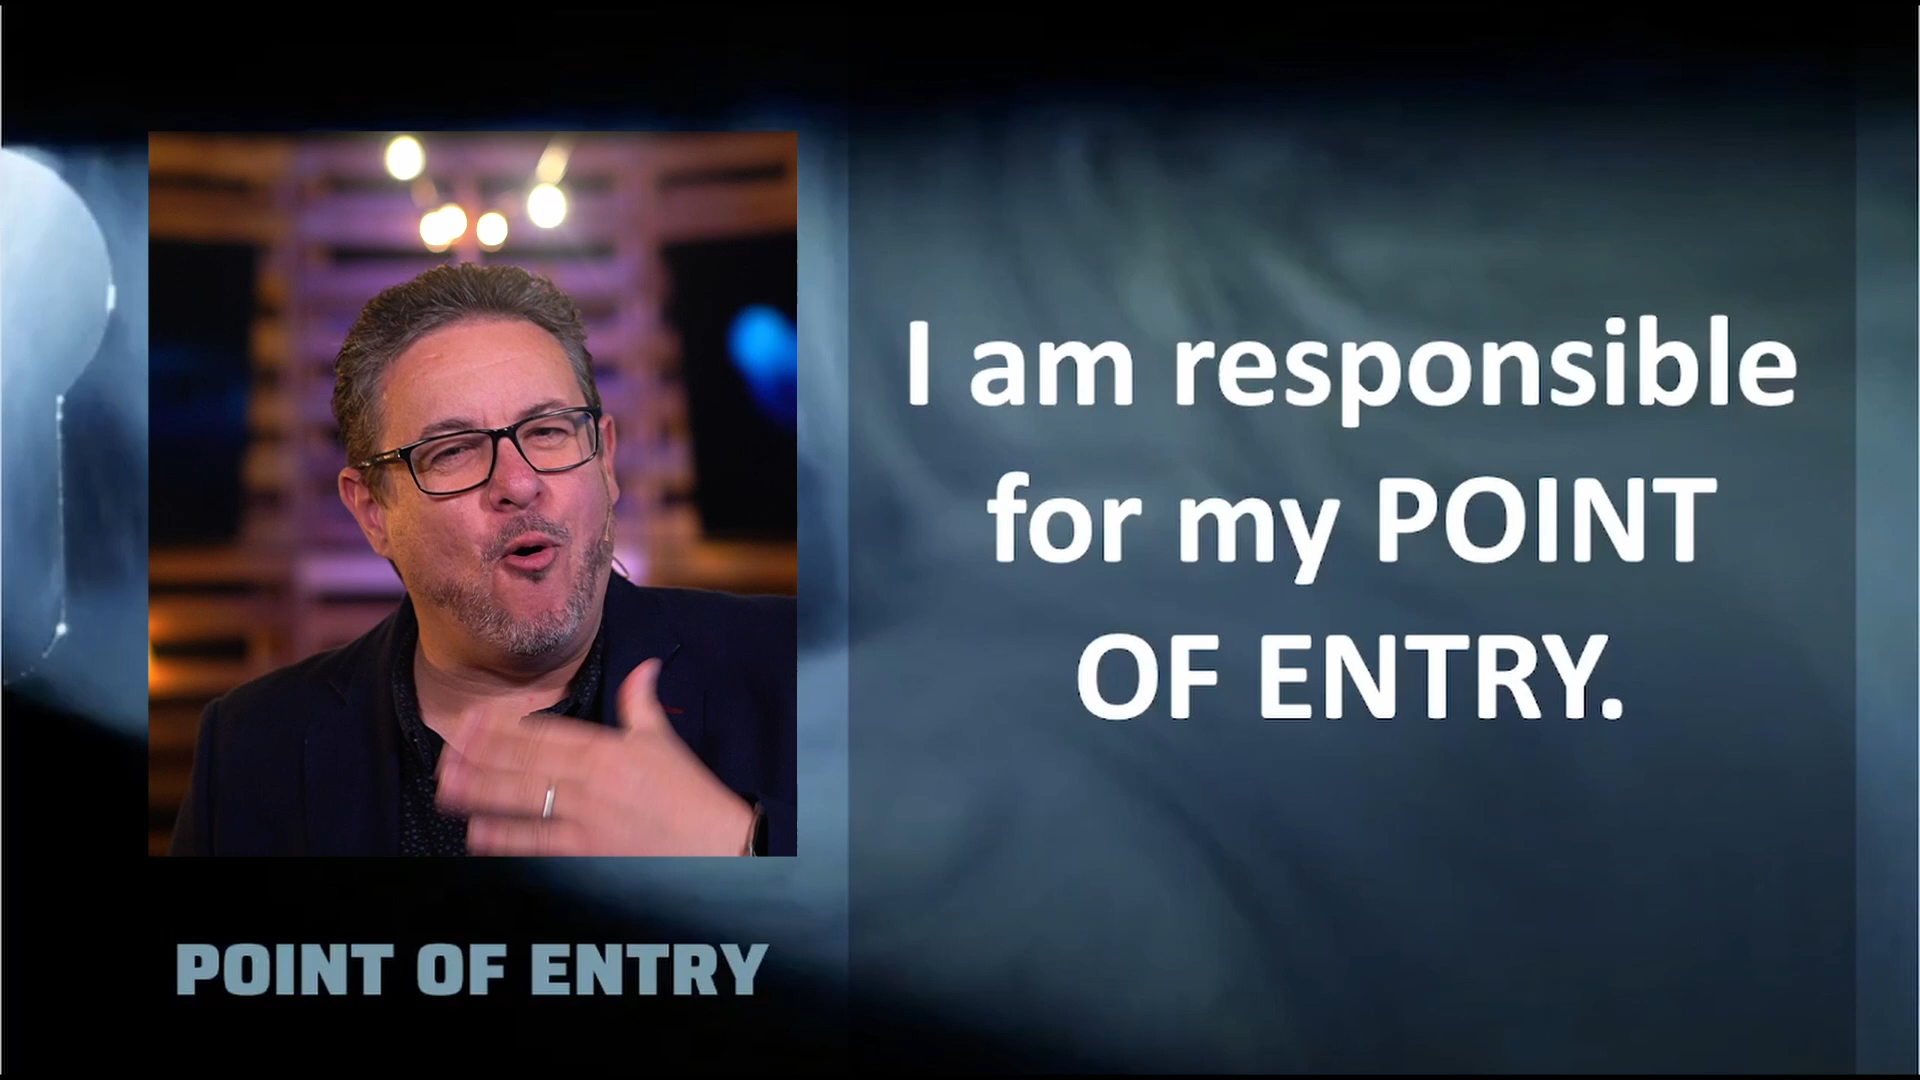 I am responsible
for my POINT
OF ENTRY.
POINT OF ENTRY